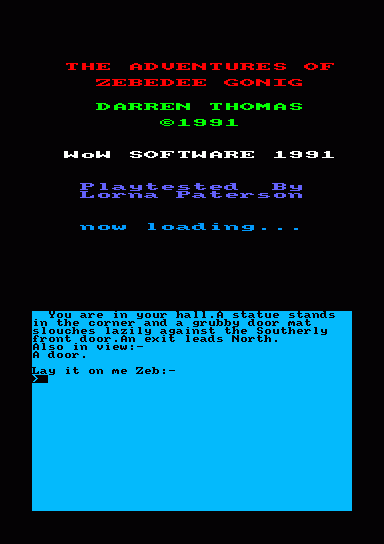 THE ADVENTURES OF
ZEBEDEE GONIG
DARREN THOMAS
©1991
WoW SOFTWARE 1991
Playtested By
Lorna Paterson
now loading...
You are in your hall.A statue stands
in the corner and a grubby door mat
slouches lazily against the Southerly
front door.An exit leads North.
Also in view:-
A door.
Lay it on me Zeb:-
>